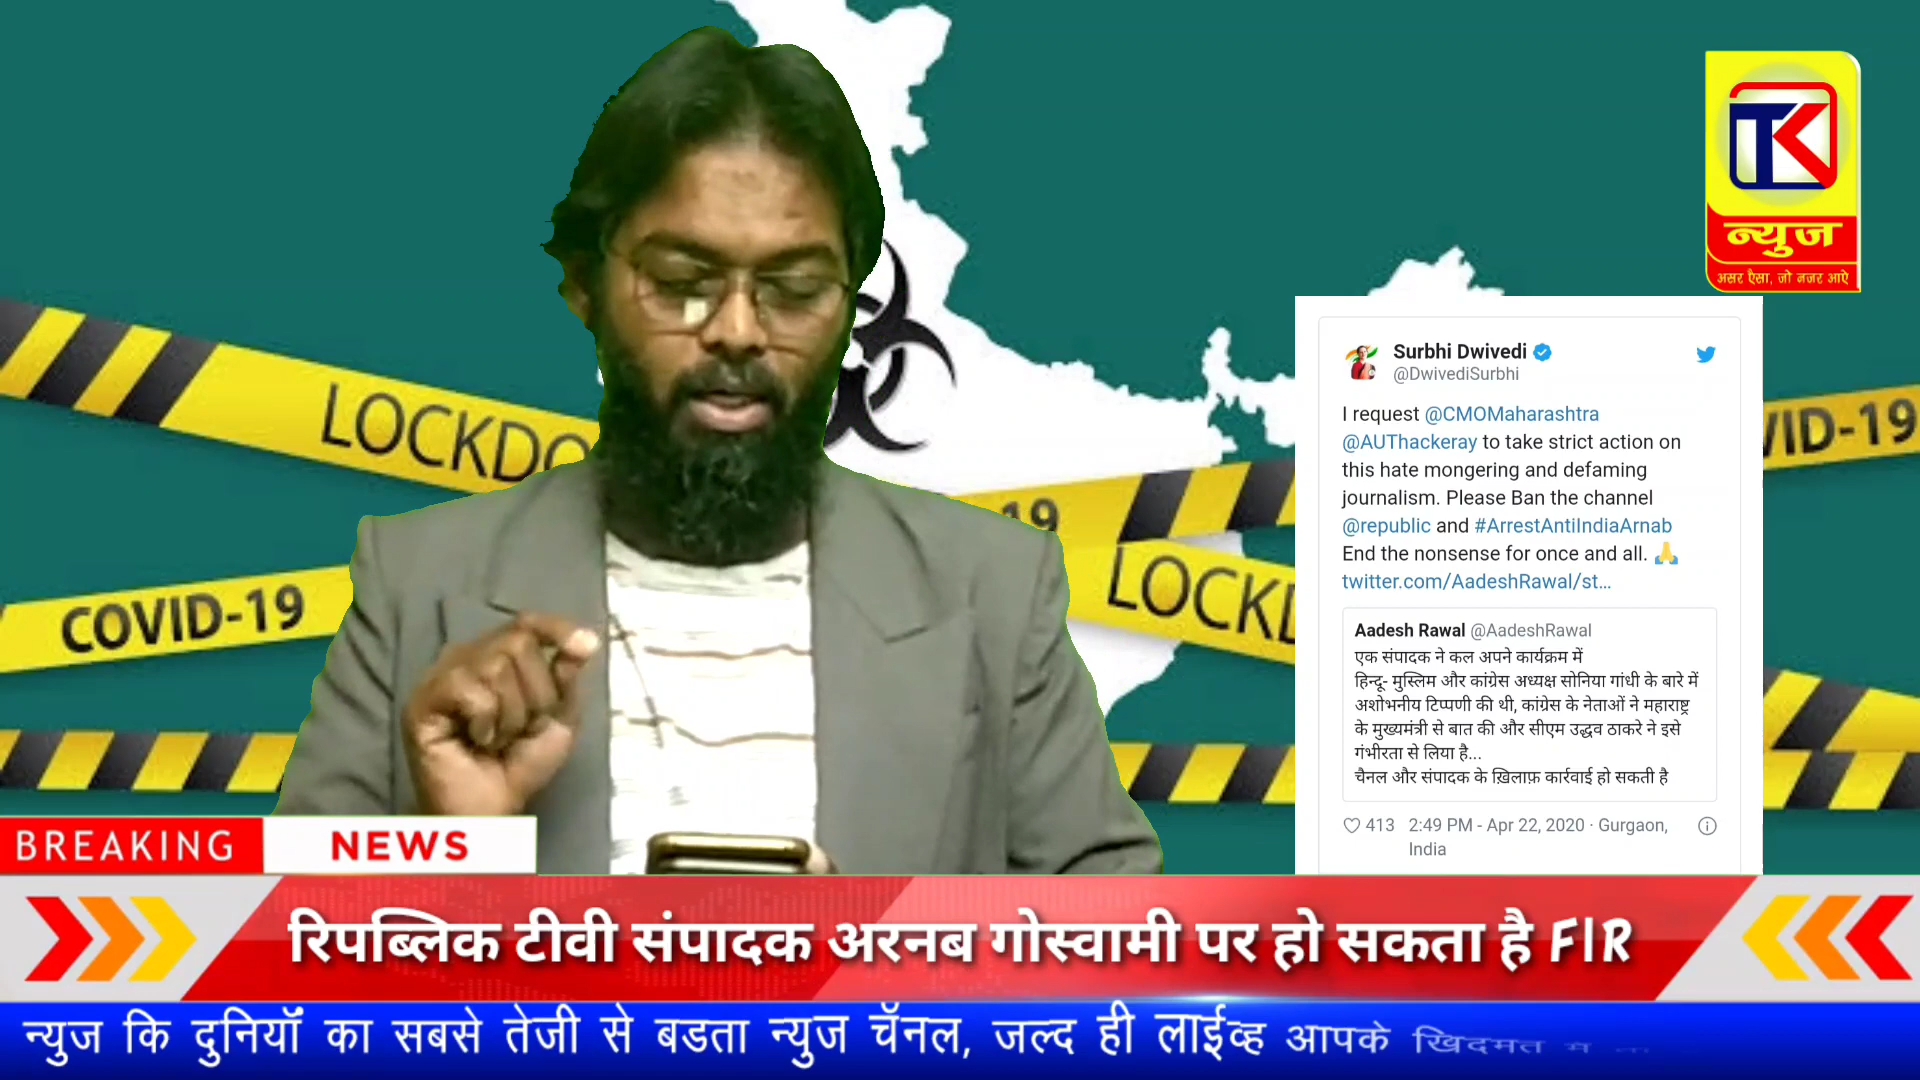 TK
न्युज
असर ऐसा, जो नजर आऐ
LOCKDO
19
VID-19
COVID-19
LOCKD
Surbhi Dwivedi
@DwivediSurbhi
I request @CMOMaharashtra
@AUThackeray to take strict action on
this hate mongering and defaming
journalism. Please Ban the channel
@republic and #ArrestAntiIndiaArnab
End the nonsense for once and all. 🙏
twitter.com/AadeshRawal/st...
Aadesh Rawal @AadeshRawal
एक संपादक ने कल अपने कार्यक्रम में
हिन्दू- मुस्लिम और कांग्रेस अध्यक्ष सोनिया गांधी के बारे में
अशोभनीय टिप्पणी की थी, कांग्रेस के नेताओं ने महाराष्ट्र
के मुख्यमंत्री से बात की और सीएम उद्धव ठाकरे ने इसे
गंभीरता से लिया है...
चैनल और संपादक के ख़िलाफ़ कार्रवाई हो सकती है
413 2:49 PM - Apr 22, 2020 · Gurgaon,
India
BREAKING NEWS
रिपब्लिक टीवी संपादक अरनब गोस्वामी पर हो सकता है FIR
न्युज कि दुनियाँ का सबसे तेजी से बडता न्युज चॅनल, जल्द ही लाईव्ह आपके खिदमत